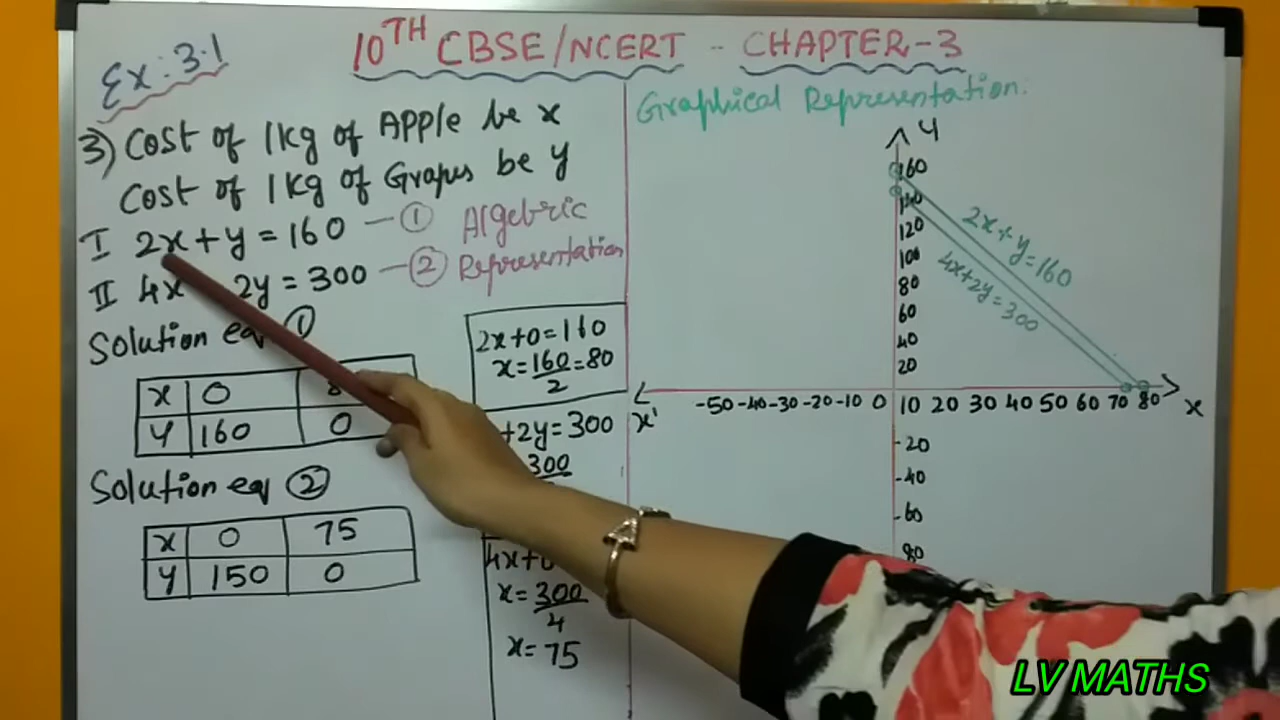 Ex: 3.1
10TH CBSE/NCERT - CHAPTER-3
3) Cost of 1kg of Apple be x
Cost of 1kg of Grapes be y
I 2x+y=160 — ①
II 4x 2y=300 — ②
Algebric
Representation
Solution eq ①
x 0
y 160 0
Solution eq ②
x 0 75
y 150 0
2x+0=160
x=160/2=80
+2y=300
300
4x+0
x=300/4
x=75
Graphical Representation.
y
160
140
120
100
80
60
40
20
2x+y=160
4x+2y=300
x' -50 -40 -30 -20 -10 0 10 20 30 40 50 60 70 80 x
-20
-40
-60
80
LV MATHS